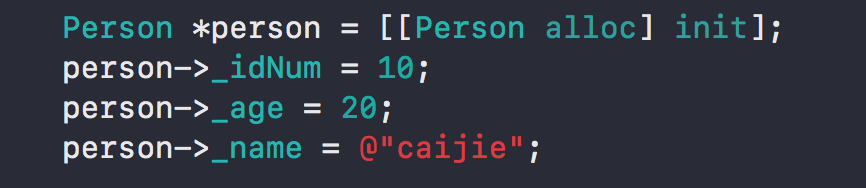 Person *person = [[Person alloc] init];
person->_idNum = 10;
person->_age = 20;
person->_name = @"caijie";